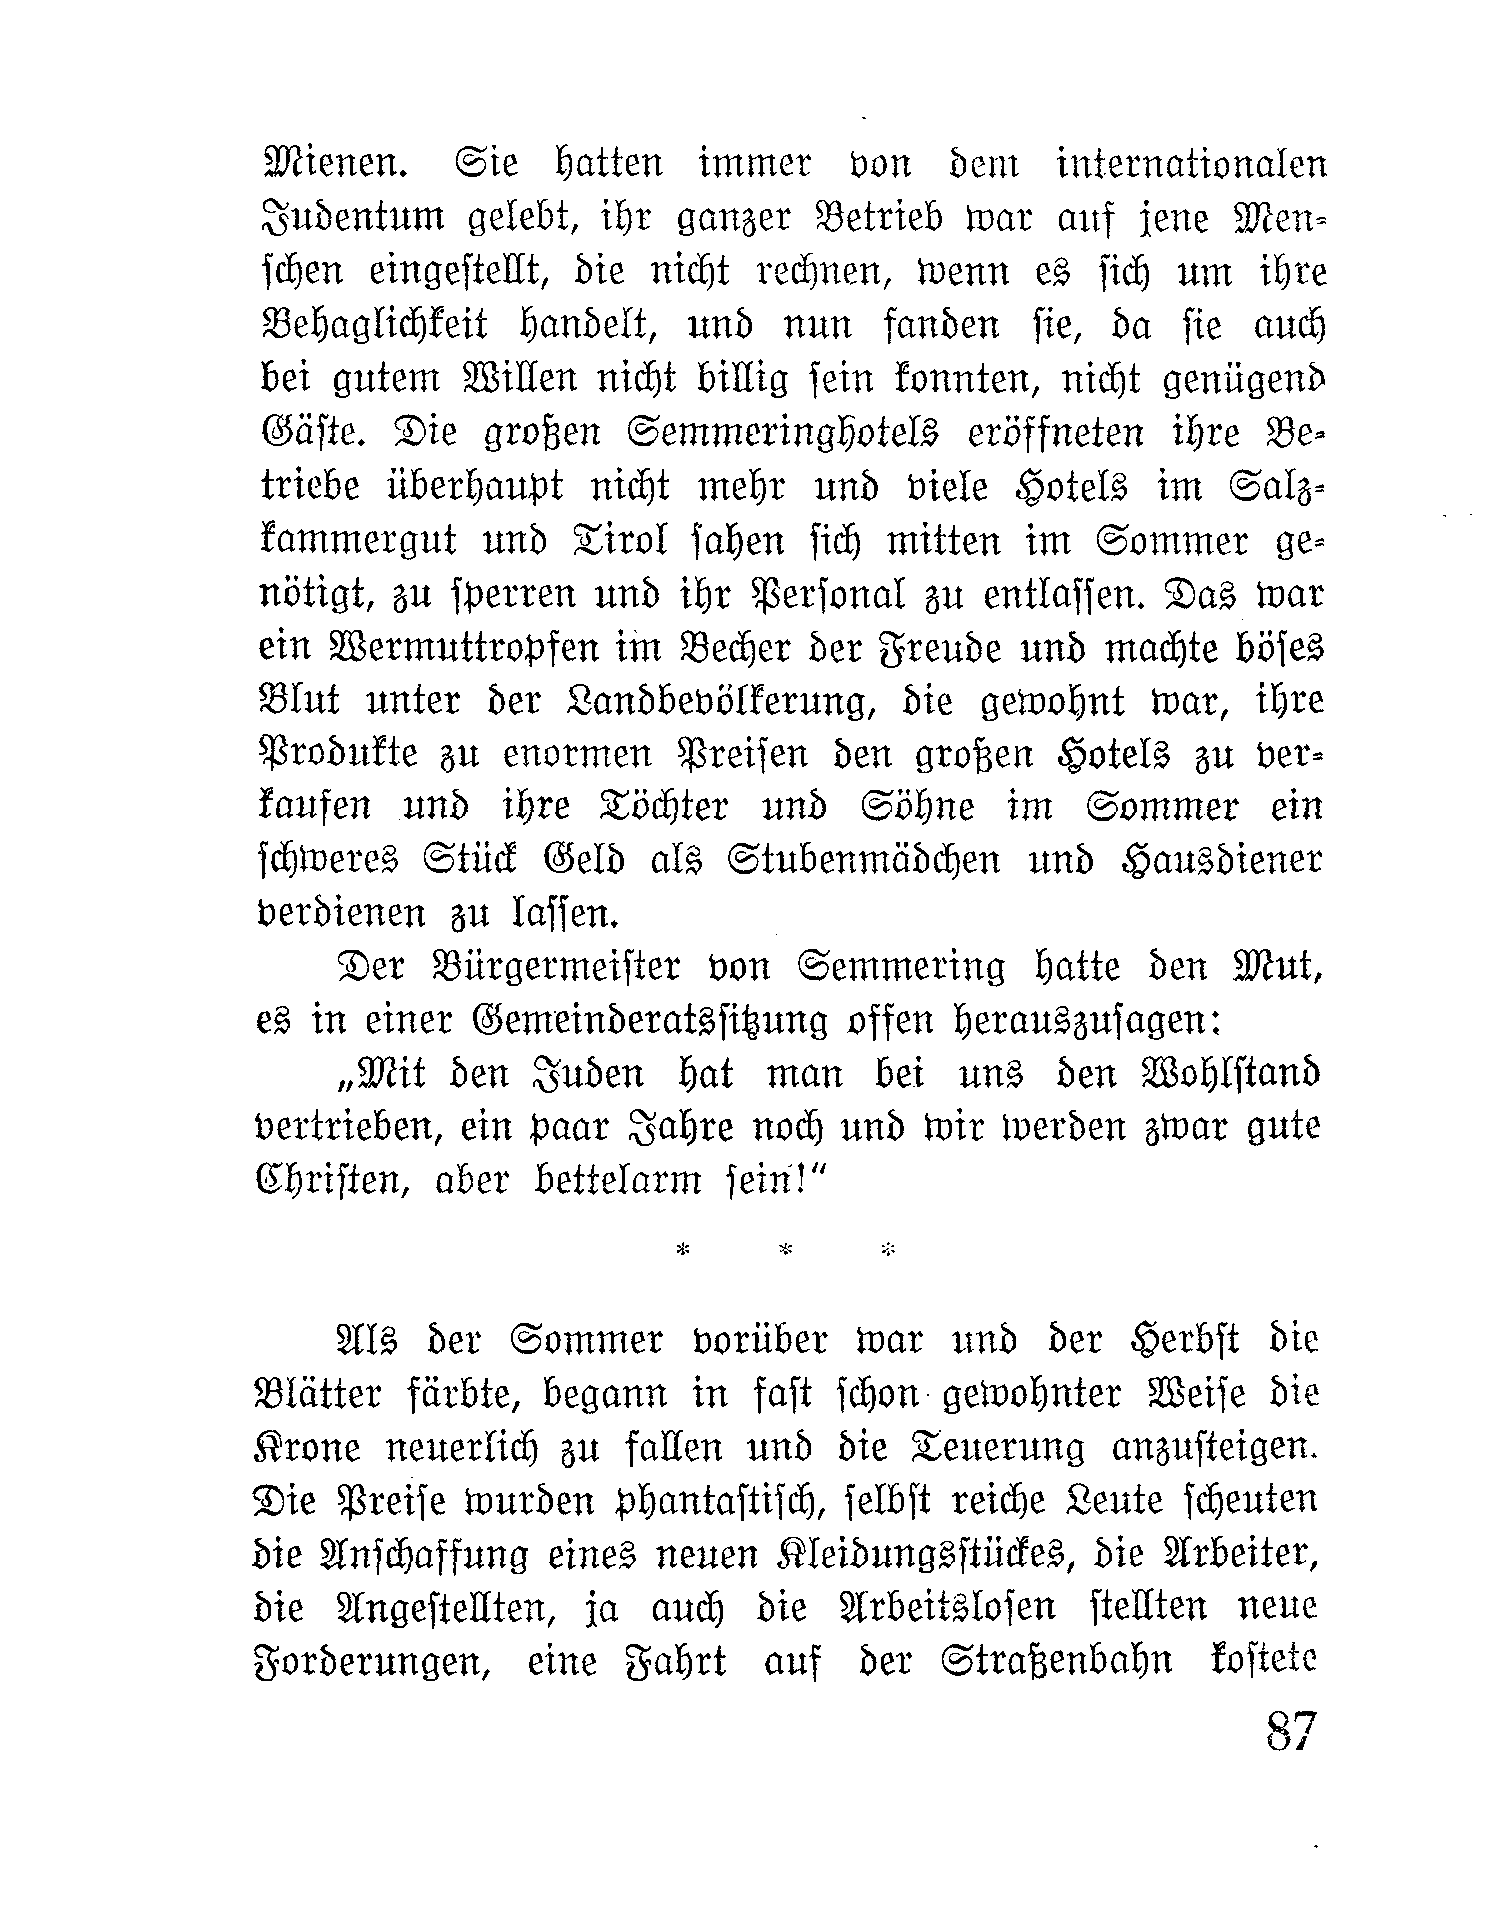 Mienen. Sie hatten immer von dem internationalen
Judentum gelebt, ihr ganzer Betrieb war auf jene Men-
ſchen eingeſtellt, die nicht rechnen, wenn es ſich um ihre
Behaglichkeit handelt, und nun fanden ſie, da ſie auch
bei gutem Willen nicht billig ſein konnten, nicht genügend
Gäſte. Die großen Semmeringhotels eröffneten ihre Be-
triebe überhaupt nicht mehr und viele Hotels im Salz-
kammergut und Tirol ſahen ſich mitten im Sommer ge-
nötigt, zu ſperren und ihr Perſonal zu entlaſſen. Das war
ein Wermuttropfen im Becher der Freude und machte böſes
Blut unter der Landbevölkerung, die gewohnt war, ihre
Produkte zu enormen Preiſen den großen Hotels zu ver-
kaufen und ihre Töchter und Söhne im Sommer ein
ſchweres Stück Geld als Stubenmädchen und Hausdiener
verdienen zu laſſen.
Der Bürgermeiſter von Semmering hatte den Mut,
es in einer Gemeinderatsſitzung offen herauszuſagen:
„Mit den Juden hat man bei uns den Wohlſtand
vertrieben, ein paar Jahre noch und wir werden zwar gute
Chriſten, aber bettelarm ſein!“
* * *
Als der Sommer vorüber war und der Herbſt die
Blätter färbte, begann in faſt ſchon gewohnter Weiſe die
Krone neuerlich zu fallen und die Teuerung anzuſteigen.
Die Preiſe wurden phantaſtiſch, ſelbſt reiche Leute ſcheuten
die Anſchaffung eines neuen Kleidungsſtückes, die Arbeiter,
die Angeſtellten, ja auch die Arbeitsloſen ſtellten neue
Forderungen, eine Fahrt auf der Straßenbahn koſtete
87